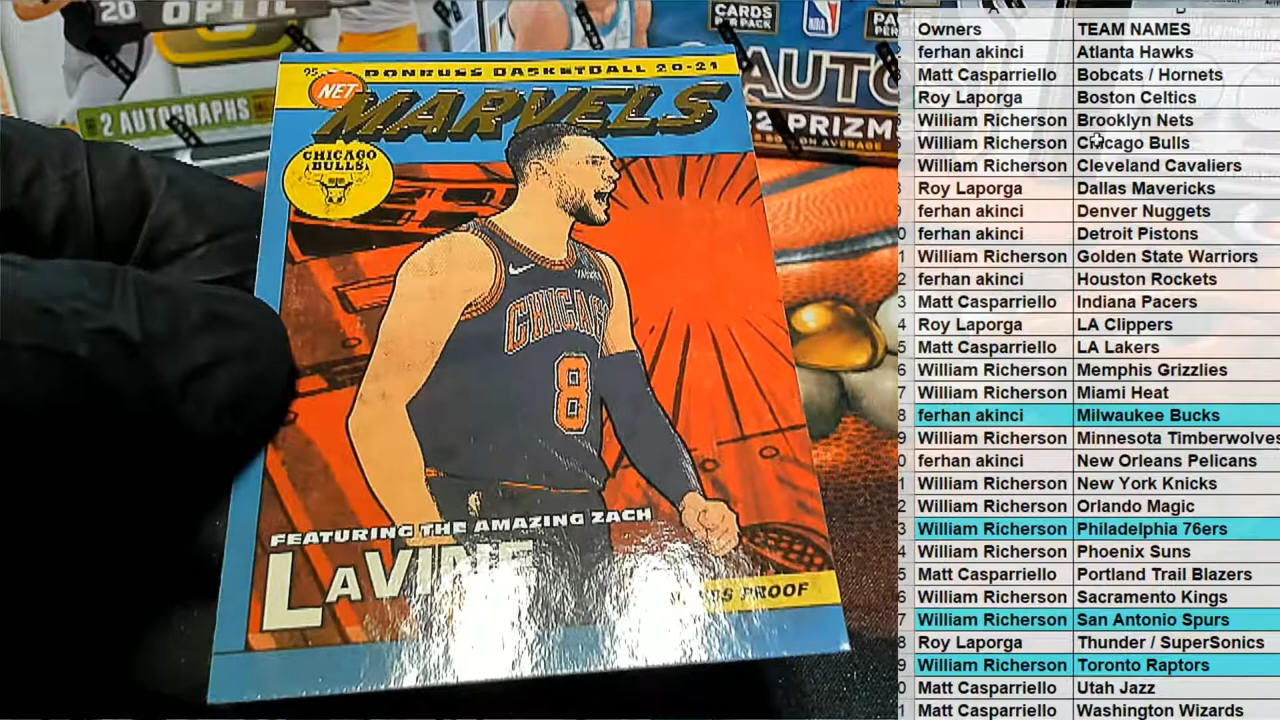 20
OPTIC
2 AUTOGRAPHS
CARDS
PER PACK
NBA
AUTO
PRIZM
ON AVERAGE
95 DONRUSS BASKETBALL 20-21
NET
MARVELS
CHICAGO
BULLS
CHICAGO
8
FEATURING THE AMAZING ZACH
LAVINE
PROOF
Owners TEAM NAMES
ferhan akinci Atlanta Hawks
Matt Casparriello Bobcats / Hornets
Roy Laporga Boston Celtics
William Richerson Brooklyn Nets
William Richerson Chicago Bulls
William Richerson Cleveland Cavaliers
Roy Laporga Dallas Mavericks
ferhan akinci Denver Nuggets
ferhan akinci Detroit Pistons
William Richerson Golden State Warriors
ferhan akinci Houston Rockets
Matt Casparriello Indiana Pacers
Roy Laporga LA Clippers
Matt Casparriello LA Lakers
William Richerson Memphis Grizzlies
William Richerson Miami Heat
ferhan akinci Milwaukee Bucks
William Richerson Minnesota Timberwolves
ferhan akinci New Orleans Pelicans
William Richerson New York Knicks
William Richerson Orlando Magic
William Richerson Philadelphia 76ers
William Richerson Phoenix Suns
Matt Casparriello Portland Trail Blazers
William Richerson Sacramento Kings
William Richerson San Antonio Spurs
Roy Laporga Thunder / SuperSonics
William Richerson Toronto Raptors
Matt Casparriello Utah Jazz
Matt Casparriello Washington Wizards